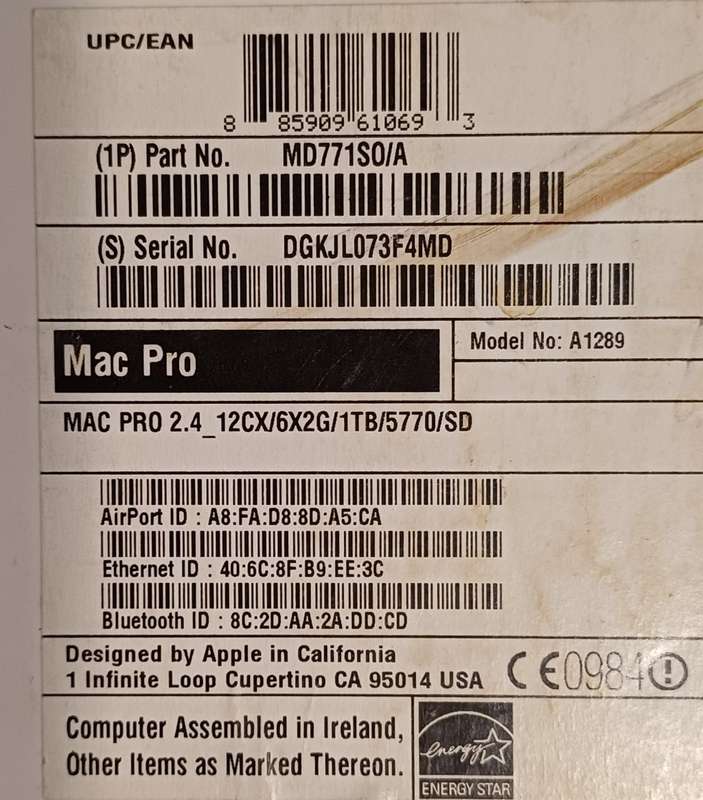 UPC/EAN
8 85909 61069 3
(1P) Part No. MD771SO/A
(S) Serial No. DGKJL073F4MD
Mac Pro
Model No: A1289
MAC PRO 2.4_12CX/6X2G/1TB/5770/SD
AirPort ID : A8:FA:D8:8D:A5:CA
Ethernet ID : 40:6C:8F:B9:EE:3C
Bluetooth ID : 8C:2D:AA:2A:DD:CD
Designed by Apple in California
1 Infinite Loop Cupertino CA 95014 USA
CE0984
Computer Assembled in Ireland,
Other Items as Marked Thereon.
energy
ENERGY STAR